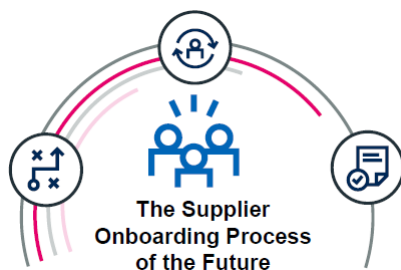 The Supplier
Onboarding Process
of the Future